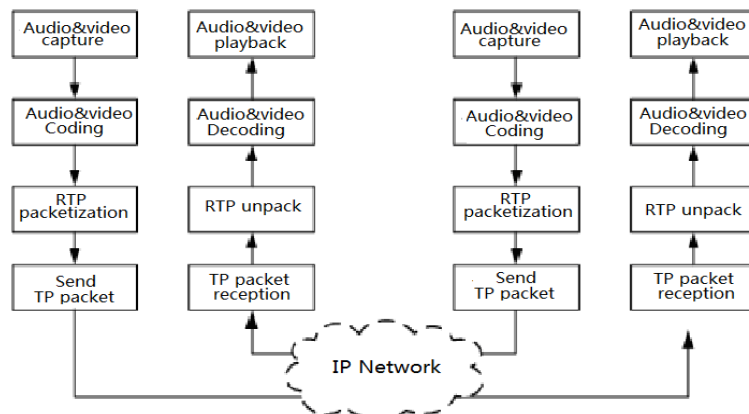 Audio&video
capture
Audio&video
playback
Audio&video
capture
Audio&video
playback
Audio&video
Coding
Audio&video
Decoding
Audio&video
Coding
Audio&video
Decoding
RTP
packetization
RTP unpack
RTP
packetization
RTP unpack
Send
TP packet
TP packet
reception
Send
TP packet
TP packet
reception
IP Network